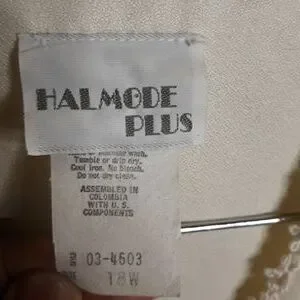 HALMODE
PLUS
wash.
Tumble or drip dry.
Cool iron. No bleach.
Do not dry clean.
ASSEMBLED IN
COLOMBIA
WITH U.S.
COMPONENTS
03-4603
18W